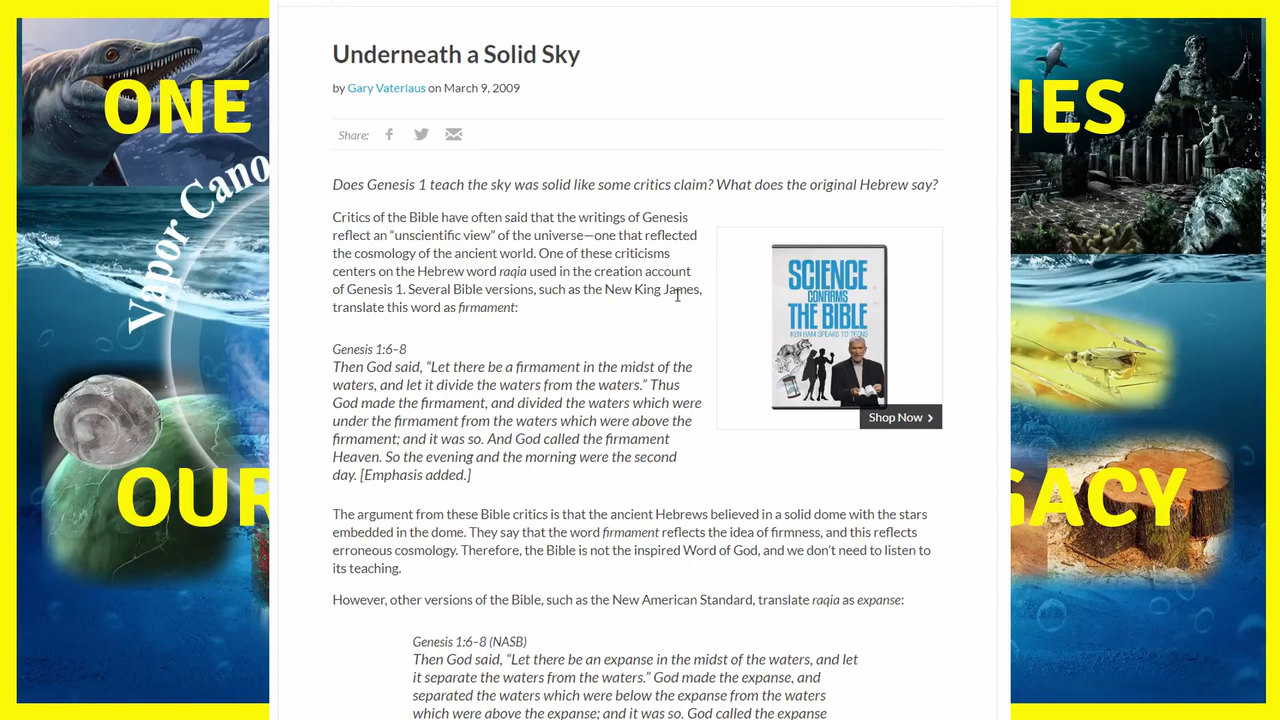 ONE
IES
Vapor Cano
OUR
GACY
Underneath a Solid Sky
by Gary Vaterlaus on March 9, 2009
Share:
Does Genesis 1 teach the sky was solid like some critics claim? What does the original Hebrew say?
Critics of the Bible have often said that the writings of Genesis
reflect an “unscientific view” of the universe—one that reflected
the cosmology of the ancient world. One of these criticisms
centers on the Hebrew word raqia used in the creation account
of Genesis 1. Several Bible versions, such as the New King James,
translate this word as firmament:
SCIENCE
CONFIRMS
THE BIBLE
KEN HAM SPEAKS TO TEENS
Shop Now
Genesis 1:6–8
Then God said, “Let there be a firmament in the midst of the
waters, and let it divide the waters from the waters.” Thus
God made the firmament, and divided the waters which were
under the firmament from the waters which were above the
firmament; and it was so. And God called the firmament
Heaven. So the evening and the morning were the second
day. [Emphasis added.]
The argument from these Bible critics is that the ancient Hebrews believed in a solid dome with the stars
embedded in the dome. They say that the word firmament reflects the idea of firmness, and this reflects
erroneous cosmology. Therefore, the Bible is not the inspired Word of God, and we don’t need to listen to
its teaching.
However, other versions of the Bible, such as the New American Standard, translate raqia as expanse:
Genesis 1:6–8 (NASB)
Then God said, “Let there be an expanse in the midst of the waters, and let
it separate the waters from the waters.” God made the expanse, and
separated the waters which were below the expanse from the waters
which were above the expanse; and it was so. God called the expanse